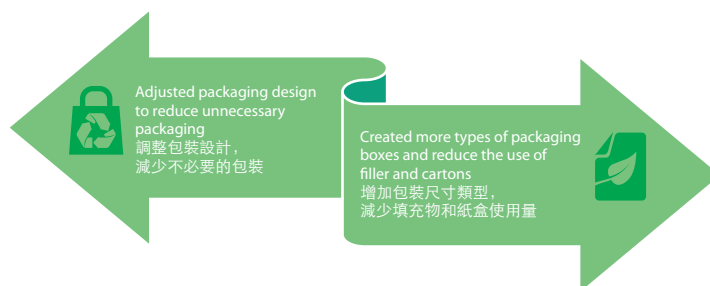 Adjusted packaging design
to reduce unnecessary
packaging
調整包裝設計，
減少不必要的包裝
Created more types of packaging
boxes and reduce the use of
filler and cartons
增加包裝尺寸類型，
減少填充物和紙盒使用量